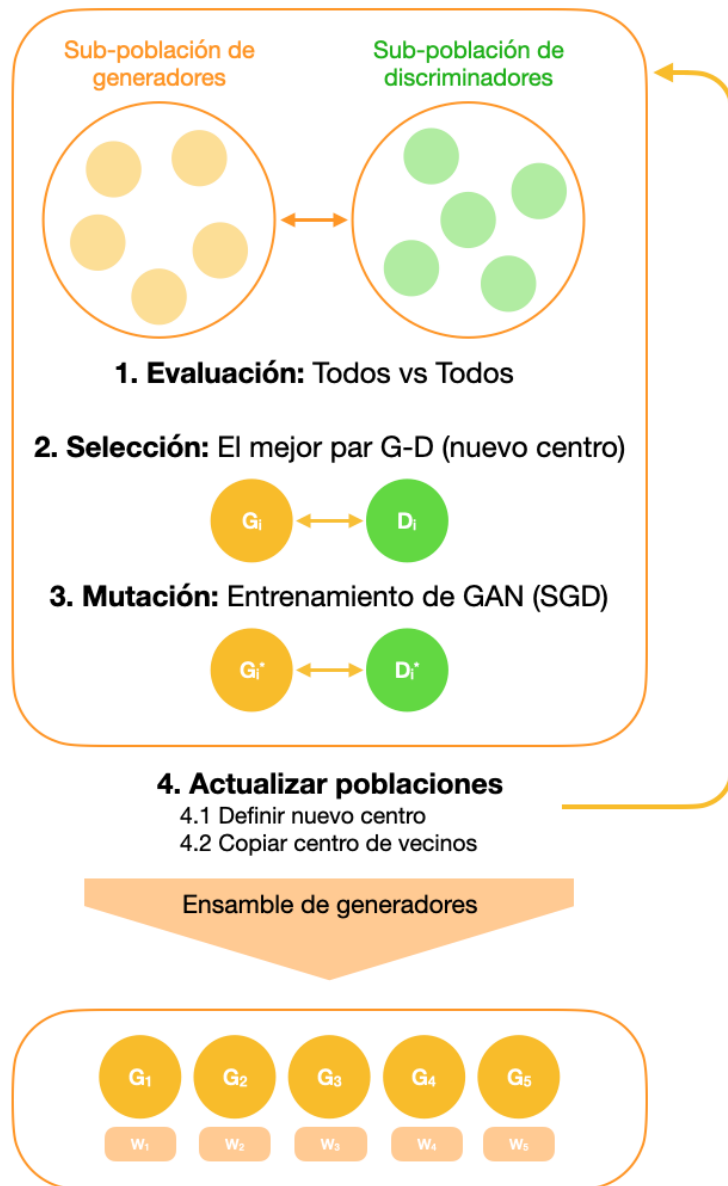 Sub-población de generadores
Sub-población de discriminadores
1. Evaluación: Todos vs Todos
2. Selección: El mejor par G-D (nuevo centro)
Gᵢ Dᵢ
3. Mutación: Entrenamiento de GAN (SGD)
Gᵢ* Dᵢ*
4. Actualizar poblaciones
4.1 Definir nuevo centro
4.2 Copiar centro de vecinos
Ensamble de generadores
G₁ G₂ G₃ G₄ G₅
W₁ W₂ W₃ W₄ W₅